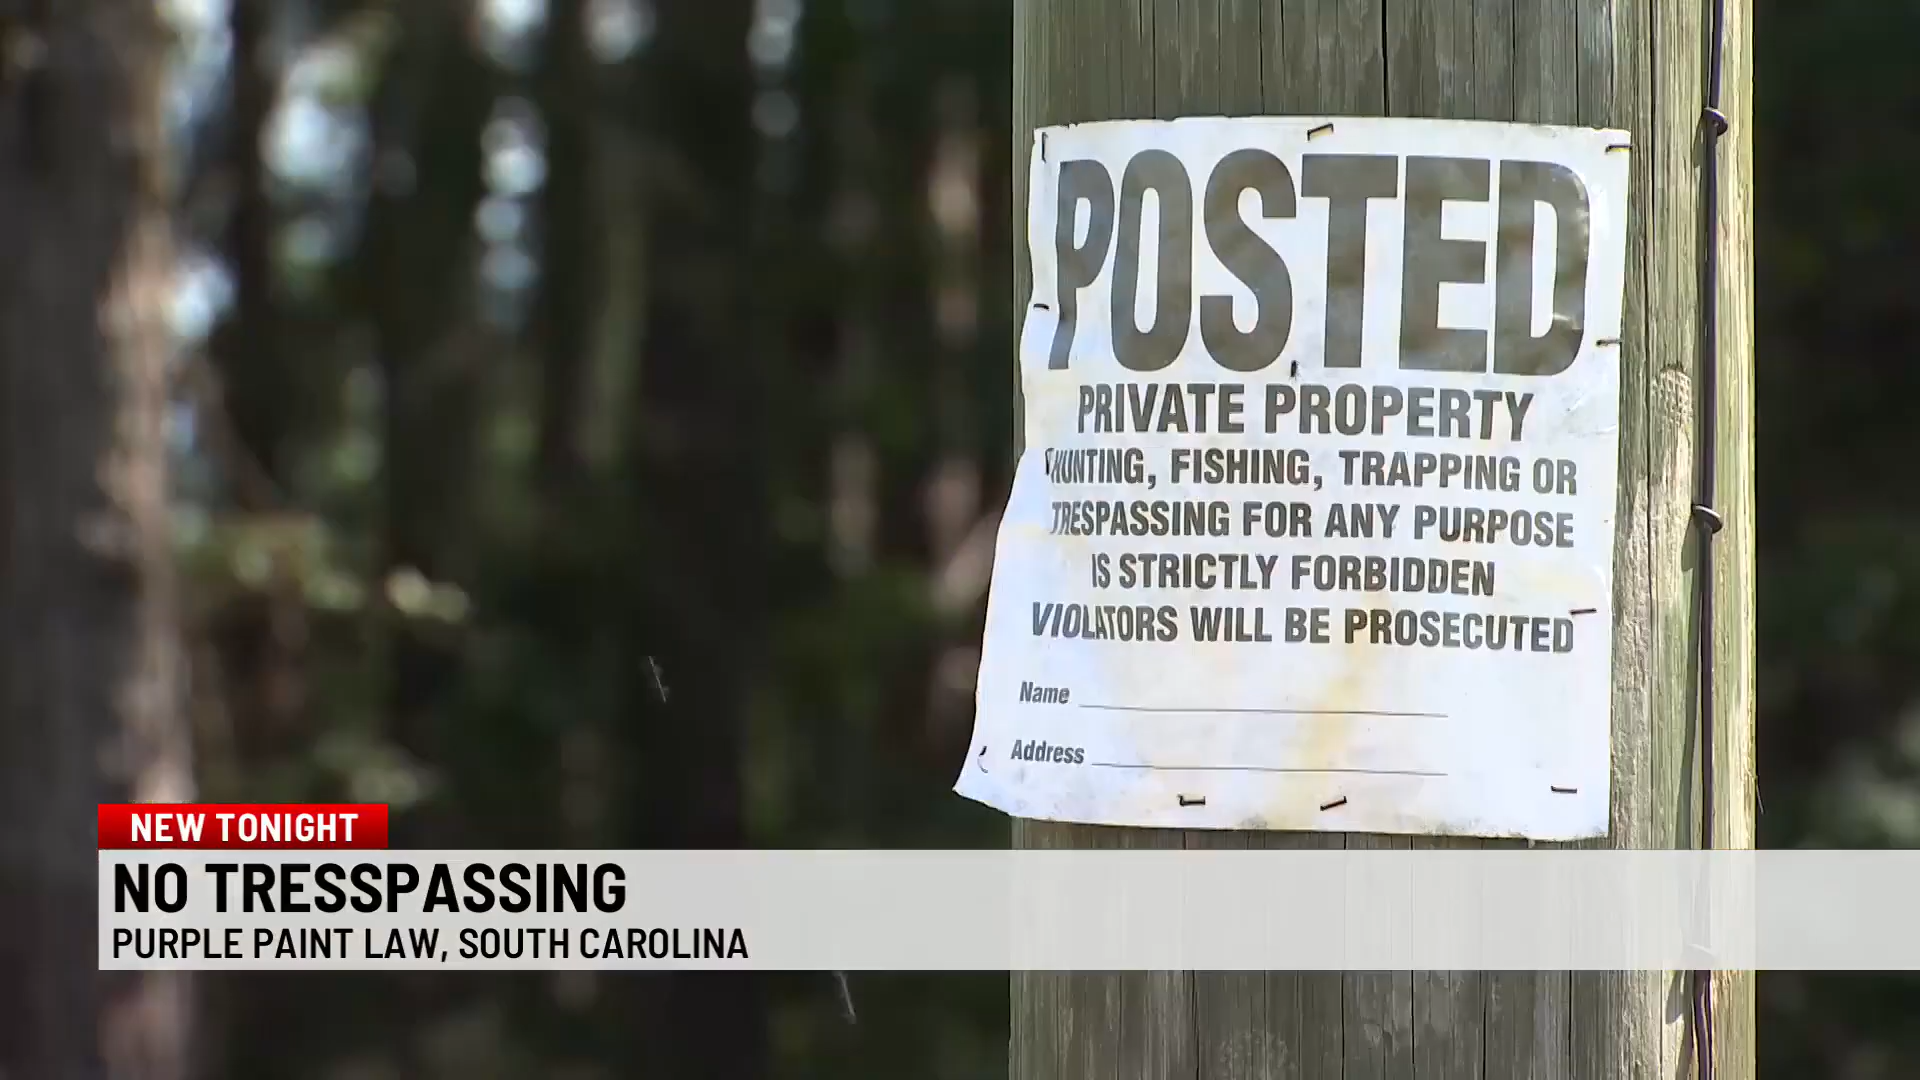 POSTED
PRIVATE PROPERTY
HUNTING, FISHING, TRAPPING OR
TRESPASSING FOR ANY PURPOSE
IS STRICTLY FORBIDDEN
VIOLATORS WILL BE PROSECUTED
Name
Address
NEW TONIGHT
NO TRESSPASSING
PURPLE PAINT LAW, SOUTH CAROLINA